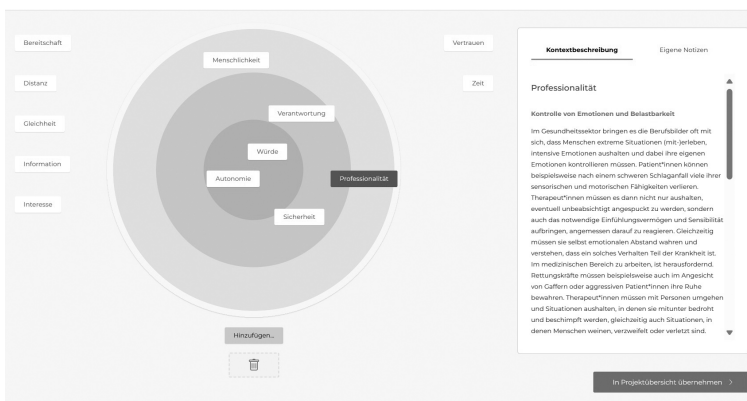 Bereitschaft
Distanz
Gleichheit
Information
Interesse
Menschlichkeit
Verantwortung
Würde
Autonomie
Professionalität
Sicherheit
Hinzufügen...
Vertrauen
Zeit
Kontextbeschreibung
Eigene Notizen
Professionalität
Kontrolle von Emotionen und Belastbarkeit
Im Gesundheitssektor bringen es die Berufsbilder oft mit
sich, dass Menschen extreme Situationen (mit-)erleben,
intensive Emotionen aushalten und dabei ihre eigenen
Emotionen kontrollieren müssen. Patient*innen können
beispielsweise nach einem schweren Schlaganfall viele ihrer
sensorischen und motorischen Fähigkeiten verlieren.
Therapeut*innen müssen es dann nicht nur aushalten,
eventuell unbeabsichtigt angespuckt zu werden, sondern
auch das notwendige Einfühlungsvermögen und Sensibilität
aufbringen, angemessen darauf zu reagieren. Gleichzeitig
müssen sie selbst emotionalen Abstand wahren und
verstehen, dass ein solches Verhalten Teil der Krankheit ist.
Im medizinischen Bereich zu arbeiten, ist herausfordernd.
Rettungskräfte müssen beispielsweise auch im Angesicht
von Gaffern oder aggressiven Patient*innen ihre Ruhe
bewahren. Therapeut*innen müssen mit Personen umgehen
und Situationen aushalten, in denen sie mitunter bedroht
und beschimpft werden, gleichzeitig auch Situationen, in
denen Menschen weinen, verzweifelt oder verletzt sind.
In Projektübersicht übernehmen